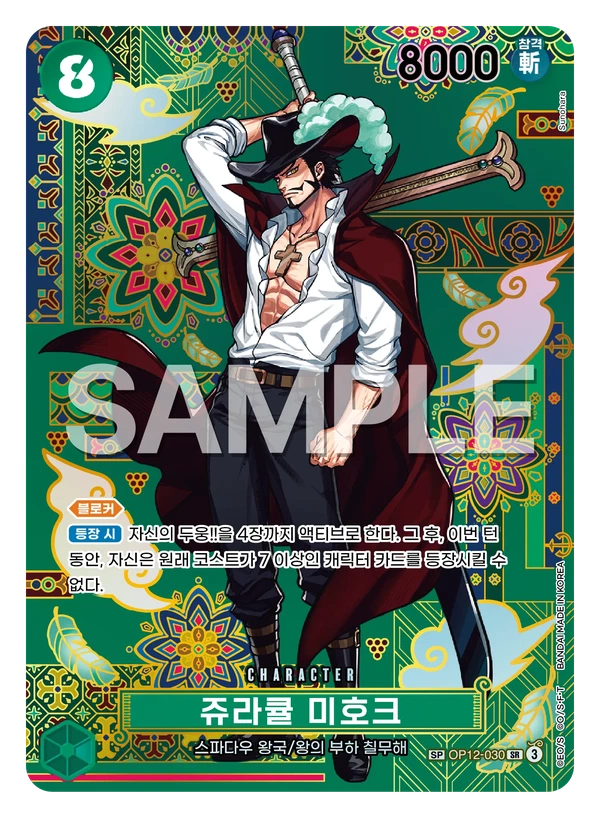 8
8000
참격
斬
Sunohara
SAMPLE
블로커
등장 시 자신의 두웅!!을 4장까지 액티브로 한다. 그 후, 이번 턴
동안, 자신은 원래 코스트가 7 이상인 캐릭터 카드를 등장시킬 수
없다.
CHARACTER
쥬라큘 미호크
스파다우 왕국/왕의 부하 칠무해
SP OP12-030 SR 3
©EO/S ©O/S·F·T BANDAI MADE IN KOREA